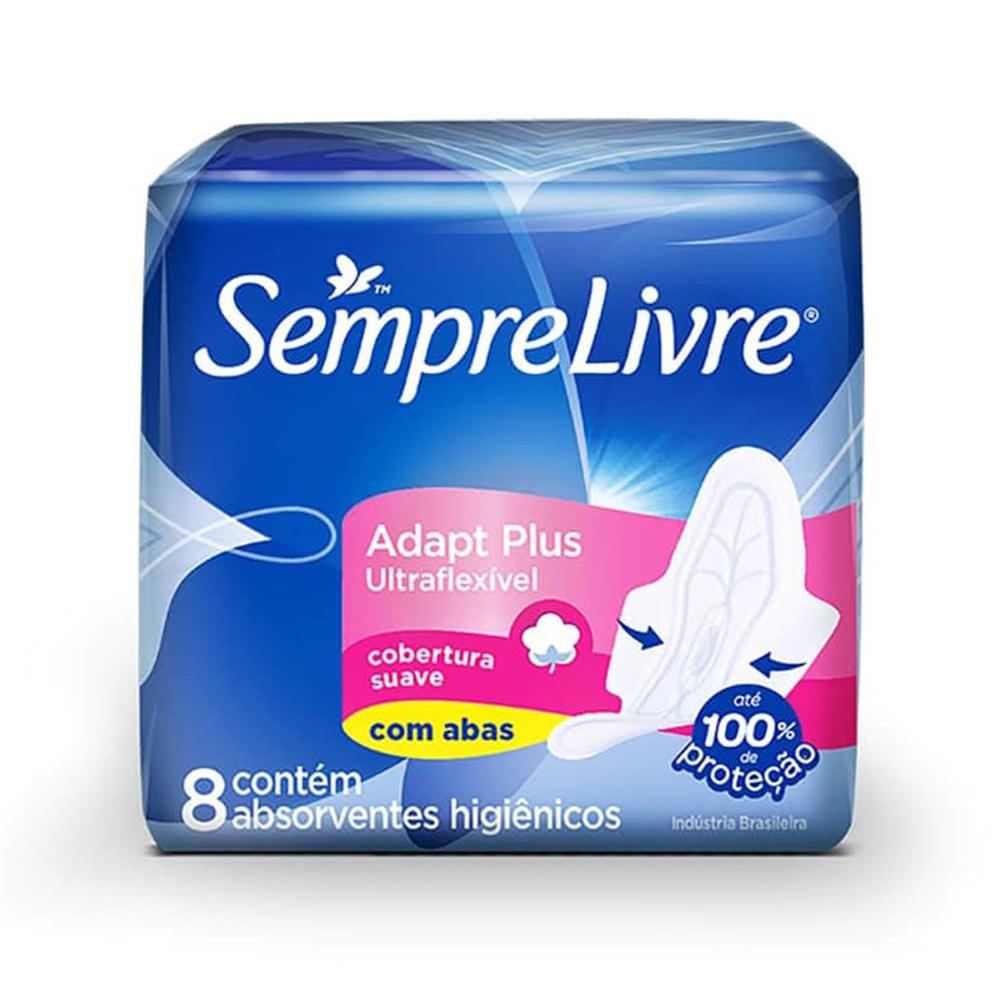 SempreLivre®
TM
Adapt Plus
Ultraflexível
cobertura
suave
com abas
até
100%
de
proteção
8 contém
absorventes higiênicos
Indústria Brasileira